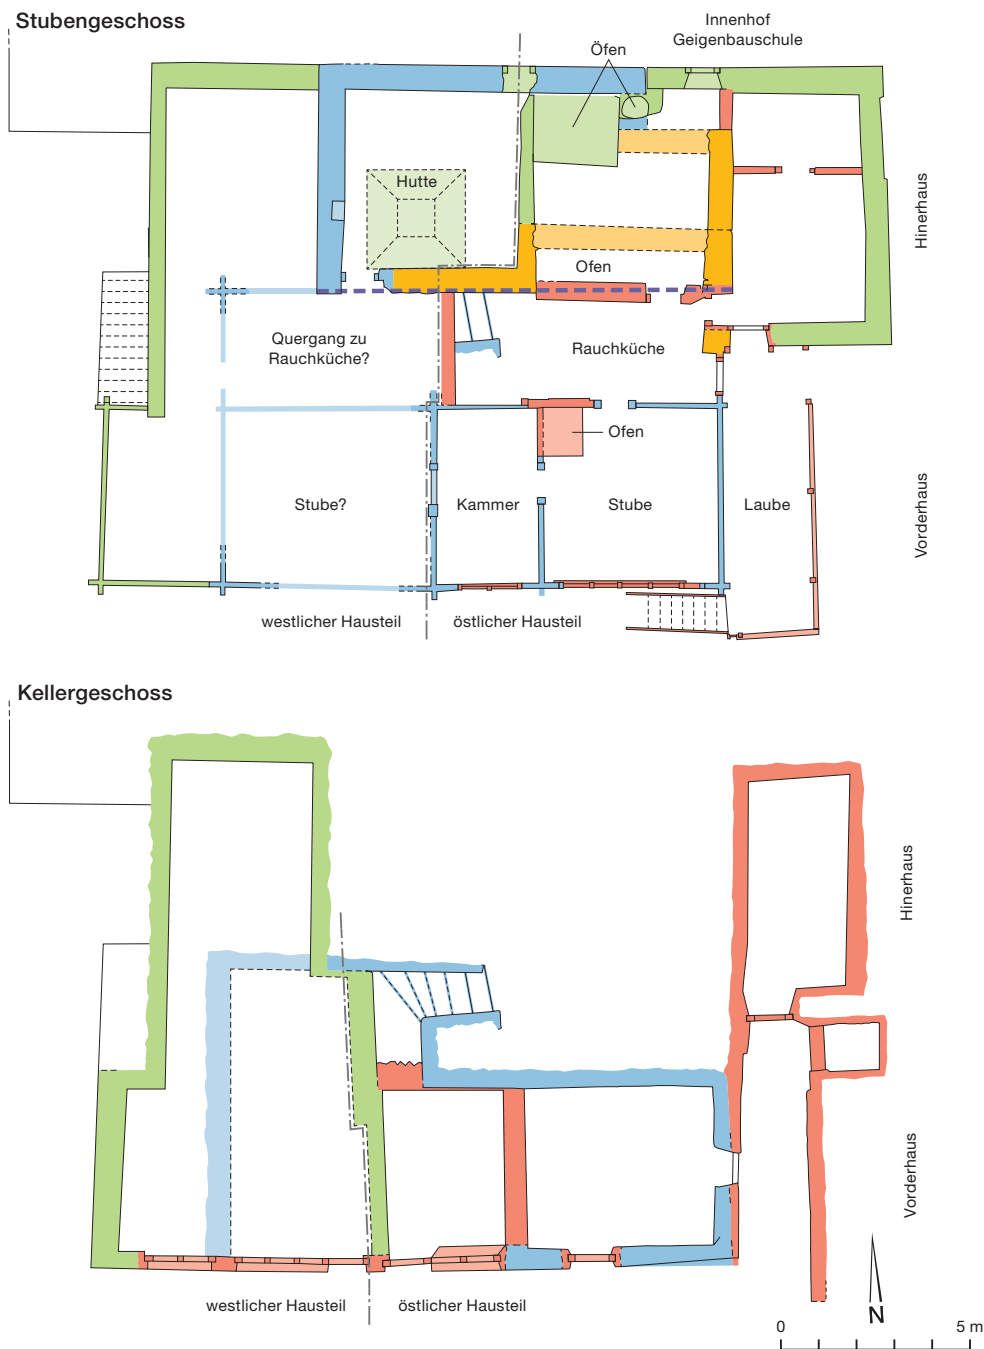 Stubengeschoss
Innenhof
Geigenbauschule
Öfen
Hutte
Hinerhaus
Ofen
Quergang zu
Rauchküche?
Rauchküche
Ofen
Stube?
Kammer
Stube
Laube
Vorderhaus
westlicher Hausteil
östlicher Hausteil
Kellergeschoss
Hinerhaus
Vorderhaus
westlicher Hausteil
östlicher Hausteil
N
0
5 m